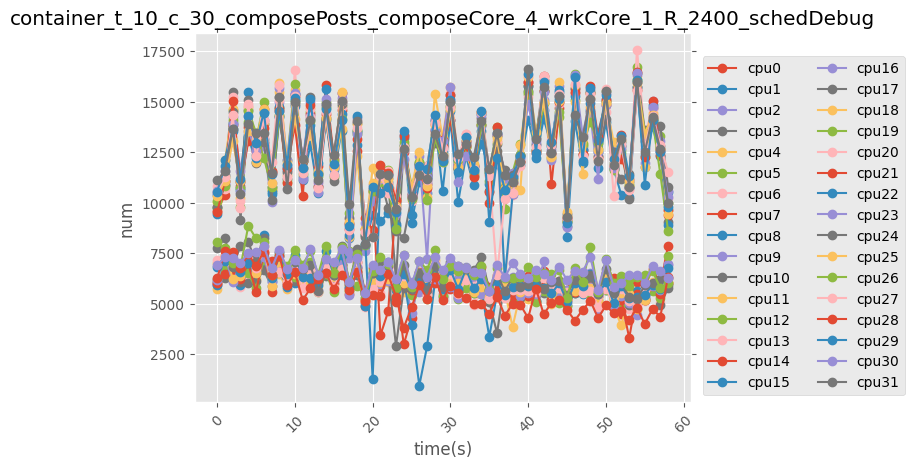 container_t_10_c_30_composePosts_composeCore_4_wrkCore_1_R_2400_schedDebug
17500
15000
12500
10000
7500
5000
2500
num
0
10
20
30
40
50
60
time(s)
cpu0
cpu1
cpu2
cpu3
cpu4
cpu5
cpu6
cpu7
cpu8
cpu9
cpu10
cpu11
cpu12
cpu13
cpu14
cpu15
cpu16
cpu17
cpu18
cpu19
cpu20
cpu21
cpu22
cpu23
cpu24
cpu25
cpu26
cpu27
cpu28
cpu29
cpu30
cpu31